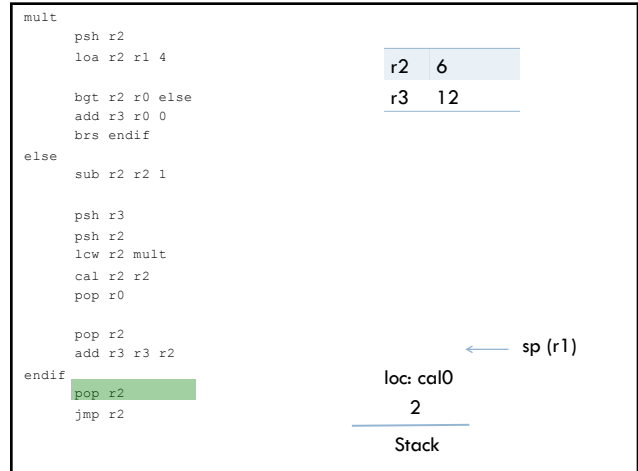 mult
psh r2
loa r2 r1 4
bgt r2 r0 else
add r3 r0 0
brs endif
else
sub r2 r2 1
psh r3
psh r2
lcw r2 mult
cal r2 r2
pop r0
pop r2
add r3 r3 r2
endif
pop r2
jmp r2
r2 6
r3 12
sp (r1)
loc: cal0
2
Stack